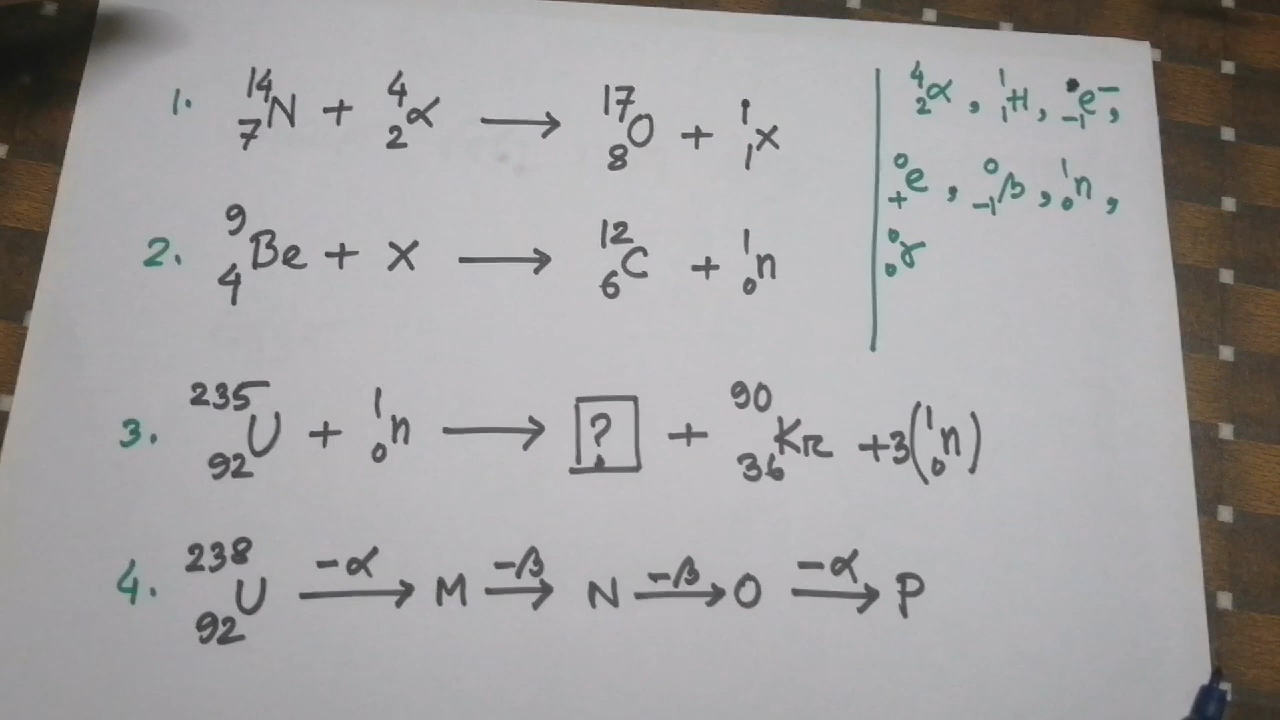 1. ¹⁴₇N + ⁴₂α ⟶ ¹⁷₈O + ¹₁x
2. ⁹₄Be + x ⟶ ¹²₆C + ¹₀n
3. ²³⁵₉₂U + ¹₀n ⟶ ? + ⁹⁰₃₆Kr + 3(¹₀n)
4. ²³⁸₉₂U —(-α)→ M —(-β)→ N —(-β)→ O —(-α)→ P
⁴₂α, ¹₁H, ⁰₋₁e⁻,
⁰₊e, ⁰₋₁β, ¹₀n,
⁰₀γ